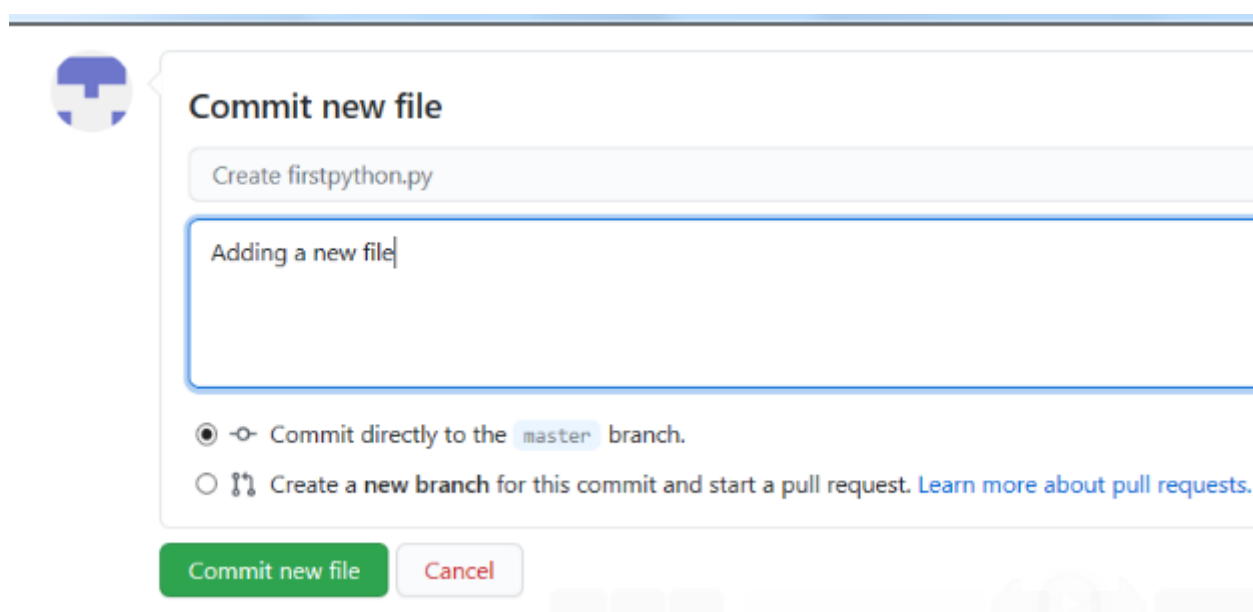 Commit new file
Create firstpython.py
Adding a new file
Commit directly to the master branch.
Create a new branch for this commit and start a pull request. Learn more about pull requests.
Commit new file Cancel